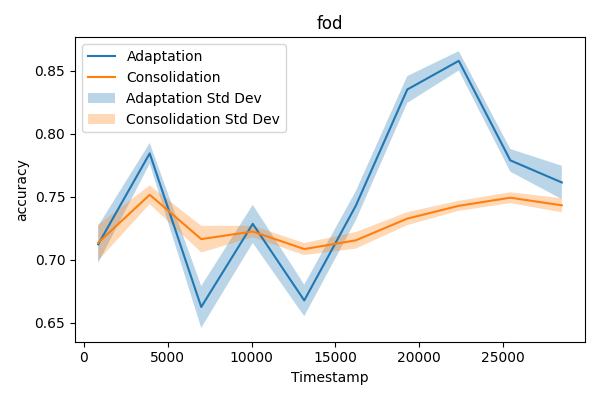 fod
Adaptation
Consolidation
Adaptation Std Dev
Consolidation Std Dev
0.85
0.80
0.75
0.70
0.65
accuracy
0
5000
10000
15000
20000
25000
Timestamp